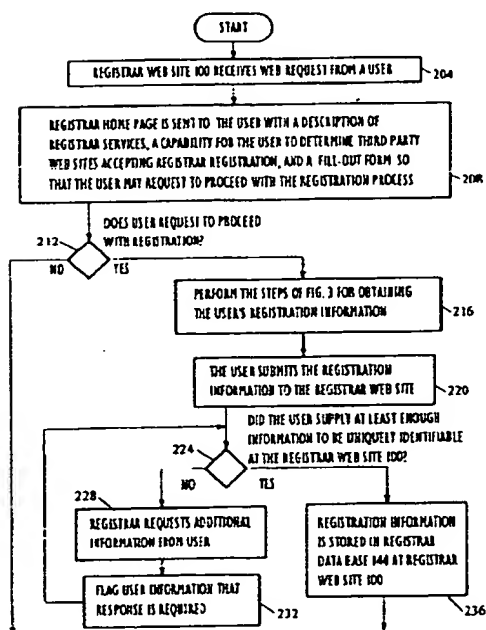 START
REGISTRAR WEB SITE 100 RECEIVES WEB REQUEST FROM A USER
204
REGISTRAR HOME PAGE IS SENT TO THE USER WITH A DESCRIPTION OF
REGISTRAR SERVICES, A CAPABILITY FOR THE USER TO DETERMINE THIRD PARTY
WEB SITES ACCEPTING REGISTRAR REGISTRATION, AND A FILL-OUT FORM SO
THAT THE USER MAY REQUEST TO PROCEED WITH THE REGISTRATION PROCESS
208
DOES USER REQUEST TO PROCEED
WITH REGISTRATION?
212
NO
YES
PERFORM THE STEPS OF FIG. 3 FOR OBTAINING
THE USER'S REGISTRATION INFORMATION
216
THE USER SUBMITS THE REGISTRATION
INFORMATION TO THE REGISTRAR WEB SITE
220
DID THE USER SUPPLY AT LEAST ENOUGH
INFORMATION TO BE UNIQUELY IDENTIFIABLE
AT THE REGISTRAR WEB SITE 100?
224
NO
YES
228
REGISTRAR REQUESTS ADDITIONAL
INFORMATION FROM USER
FLAG USER INFORMATION THAT
RESPONSE IS REQUIRED
232
REGISTRATION INFORMATION
IS STORED IN REGISTRAR
DATA BASE 144 AT REGISTRAR
WEB SITE 100
236